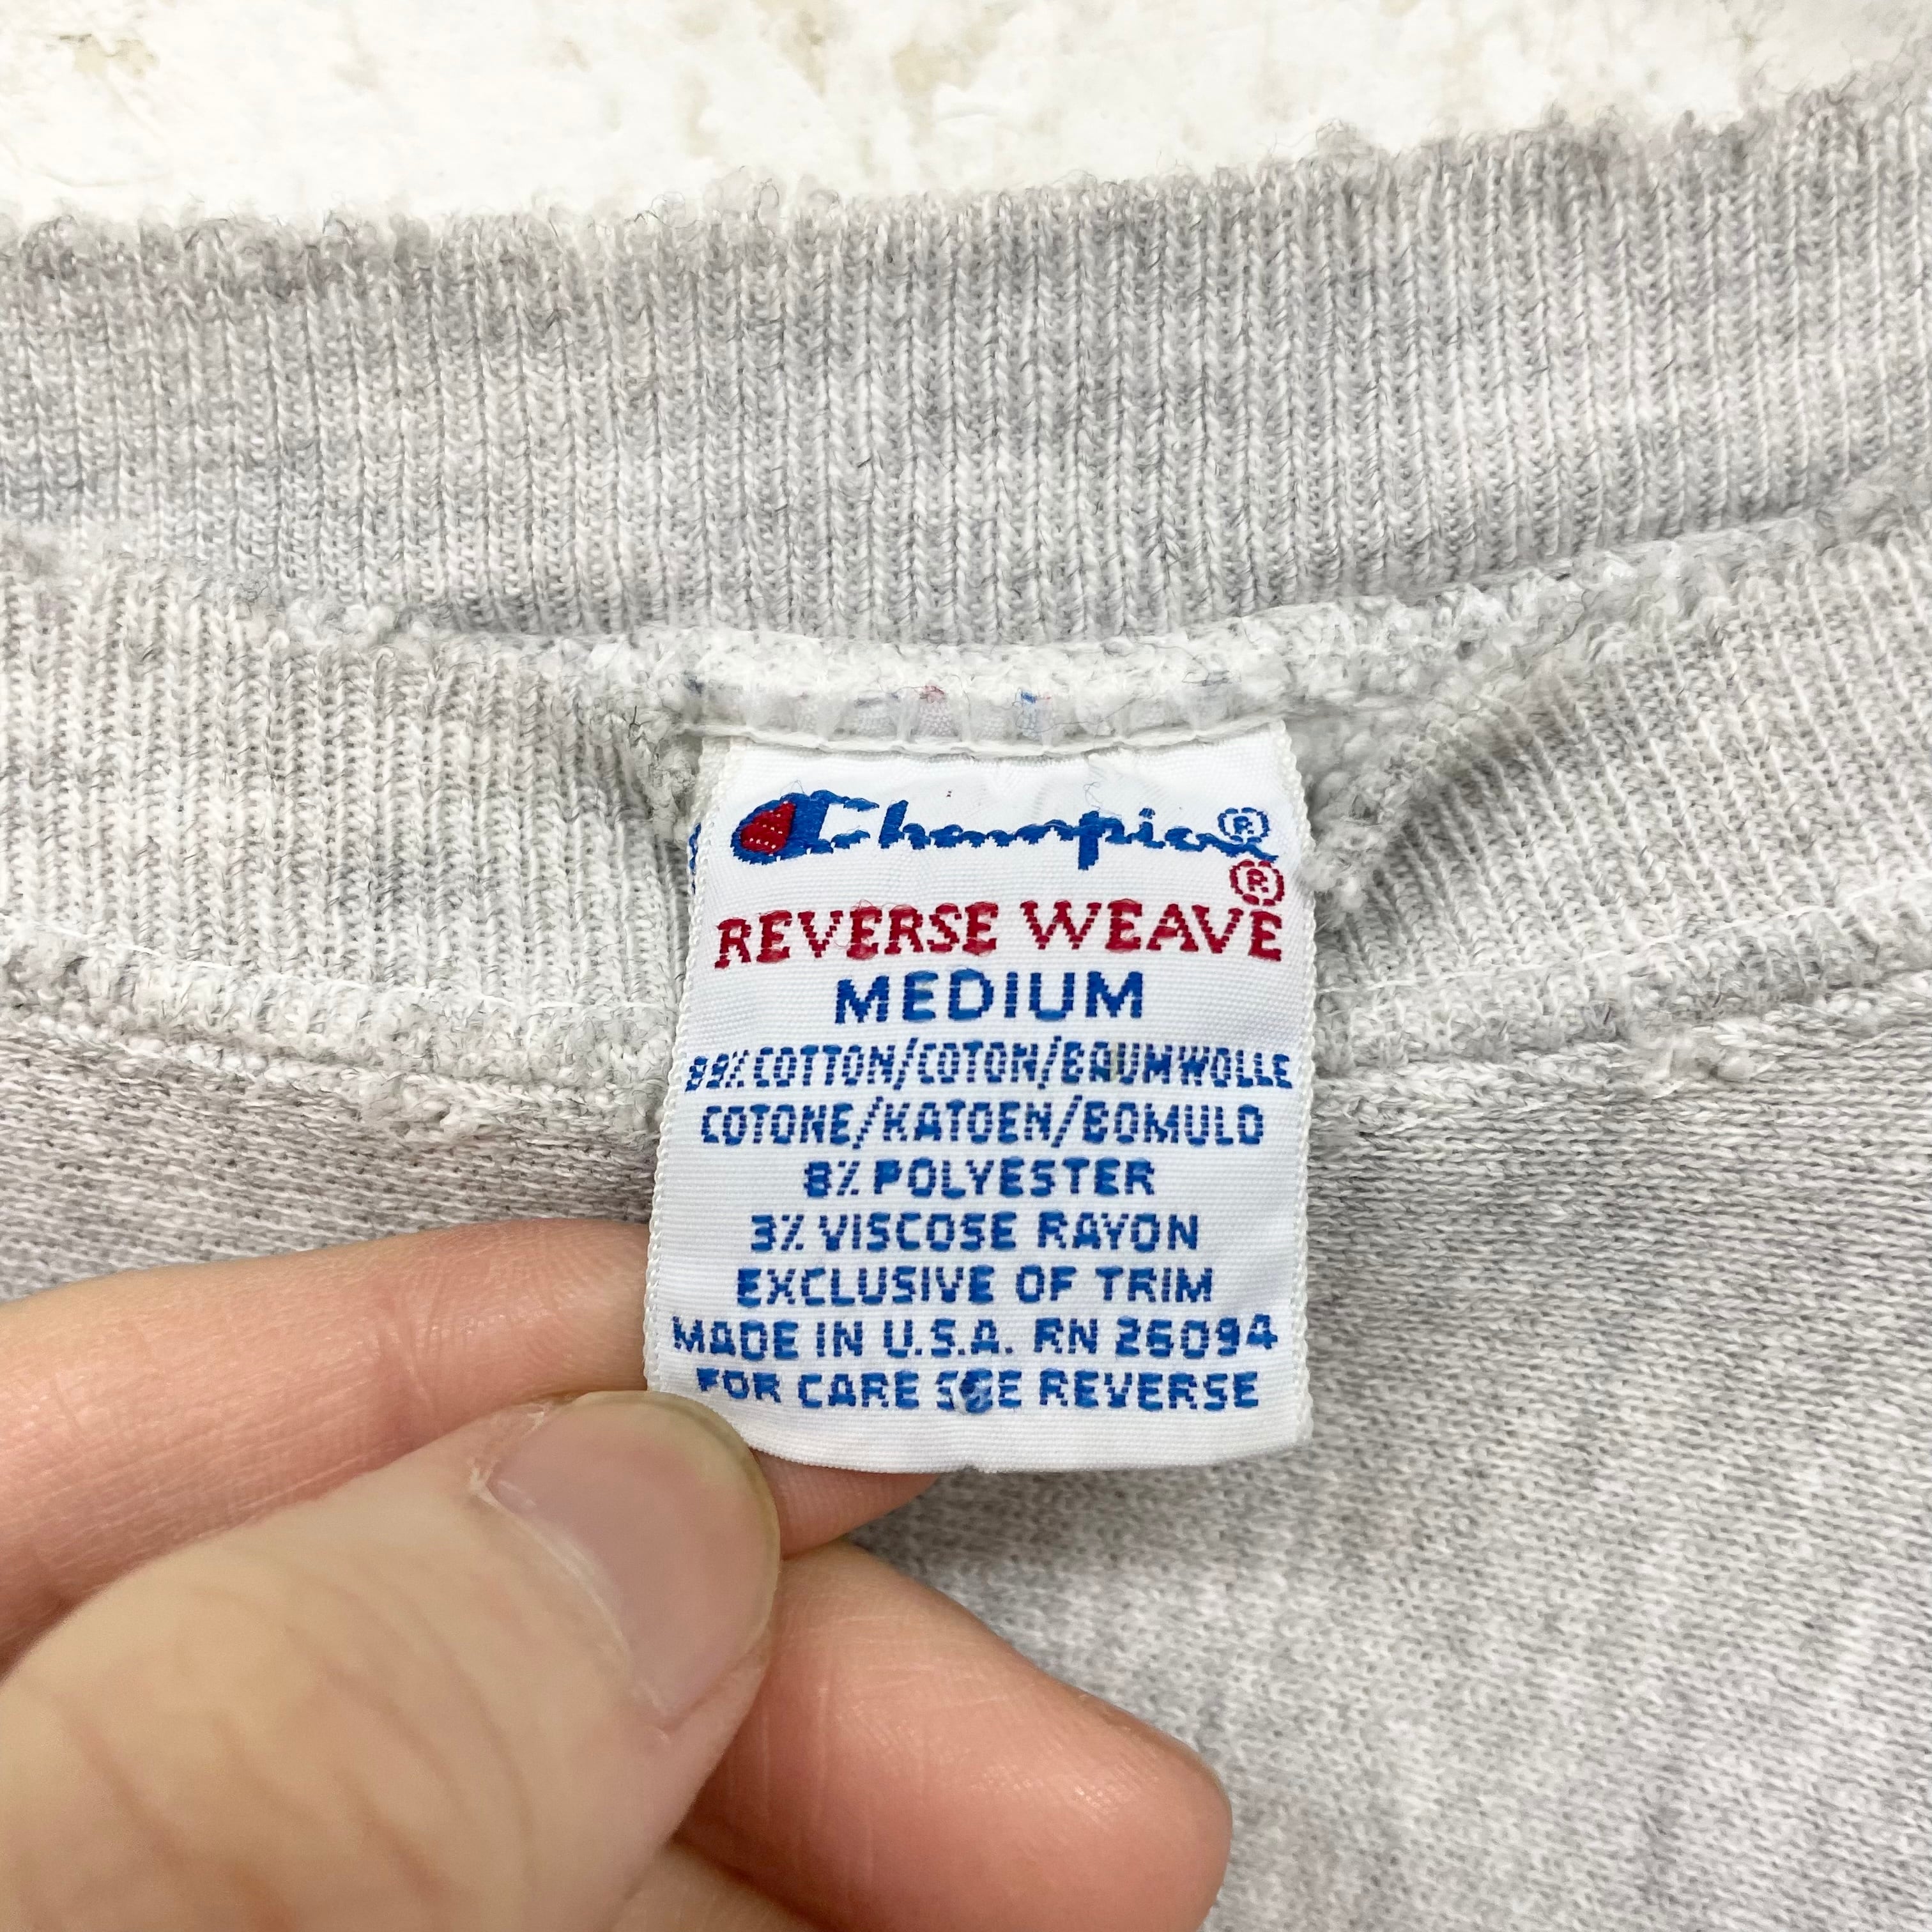 Champion®
®
REVERSE WEAVE
MEDIUM
89% COTTON/COTON/BAUMWOLLE
COTONE/KATOEN/BOMULD
8% POLYESTER
3% VISCOSE RAYON
EXCLUSIVE OF TRIM
MADE IN U.S.A. RN 26094
FOR CARE SEE REVERSE